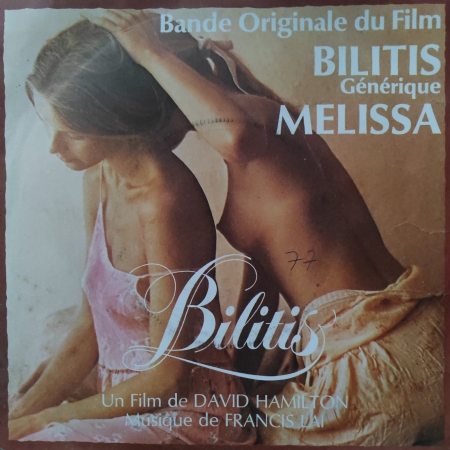 Bande Originale du Film
BILITIS
Générique
MELISSA
77
Bilitis
Un Film de DAVID HAMILTON
Musique de FRANCIS LAI